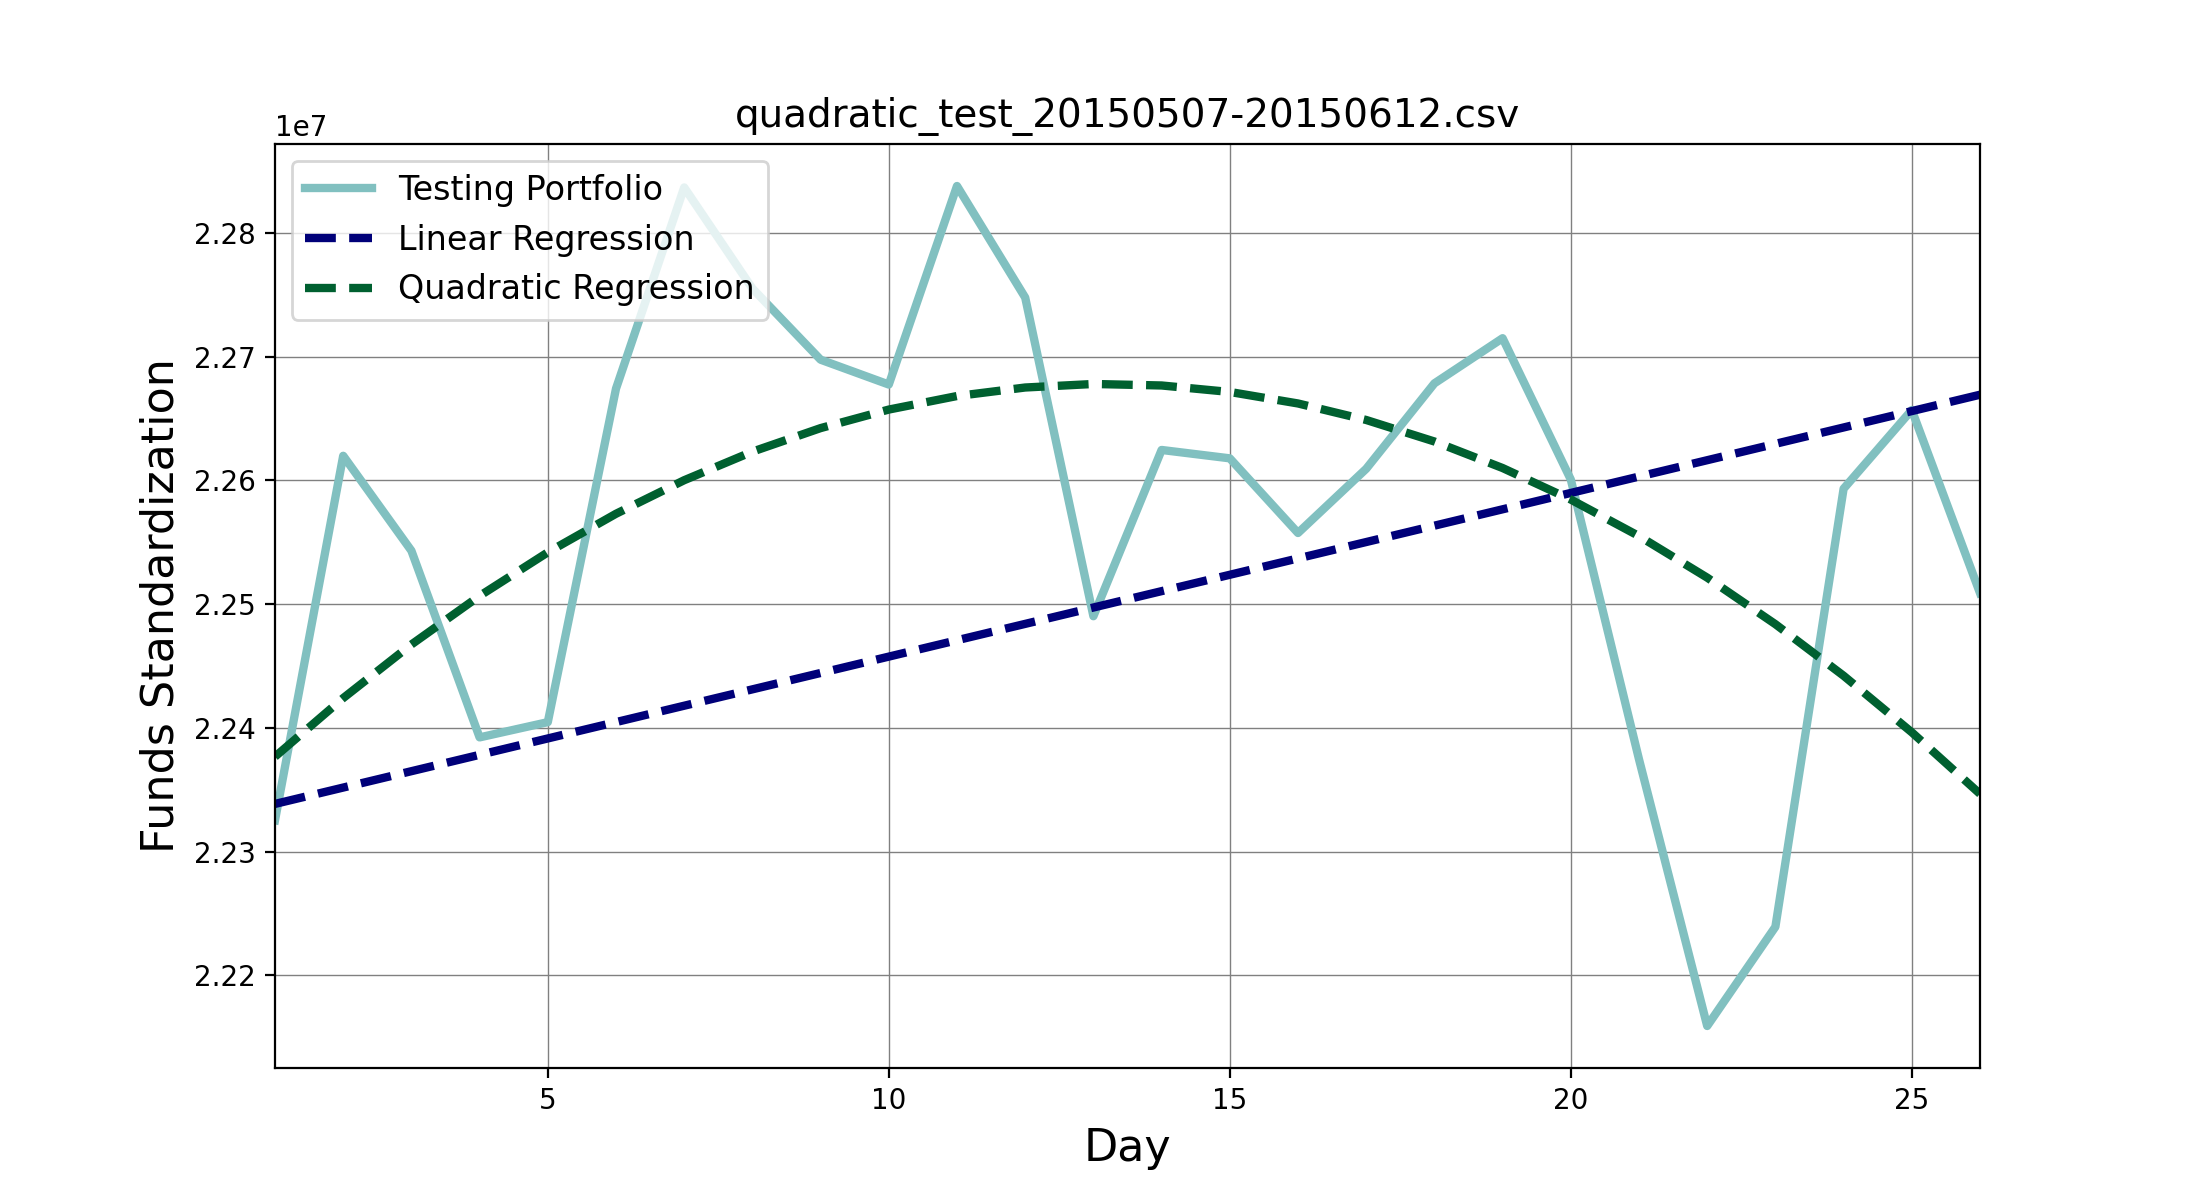 quadratic_test_20150507-20150612.csv
1e7
Testing Portfolio
Linear Regression
Quadratic Regression
2.28
2.27
2.26
2.25
2.24
2.23
2.22
Funds Standardization
5 10 15 20 25
Day